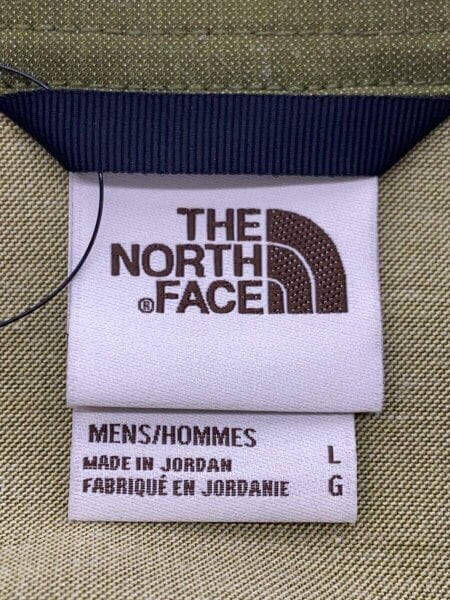 THE
NORTH
®FACE
MENS/HOMMES
MADE IN JORDAN L
FABRIQUÉ EN JORDANIE G